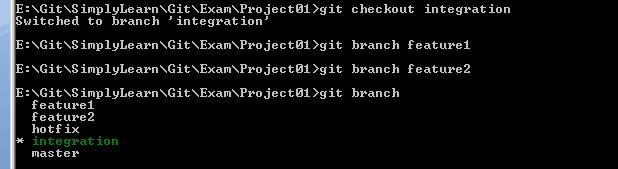 E:\Git\SimplyLearn\Git\Exam\Project01>git checkout integration
Switched to branch 'integration'
E:\Git\SimplyLearn\Git\Exam\Project01>git branch feature1
E:\Git\SimplyLearn\Git\Exam\Project01>git branch feature2
E:\Git\SimplyLearn\Git\Exam\Project01>git branch
feature1
feature2
hotfix
* integration
master